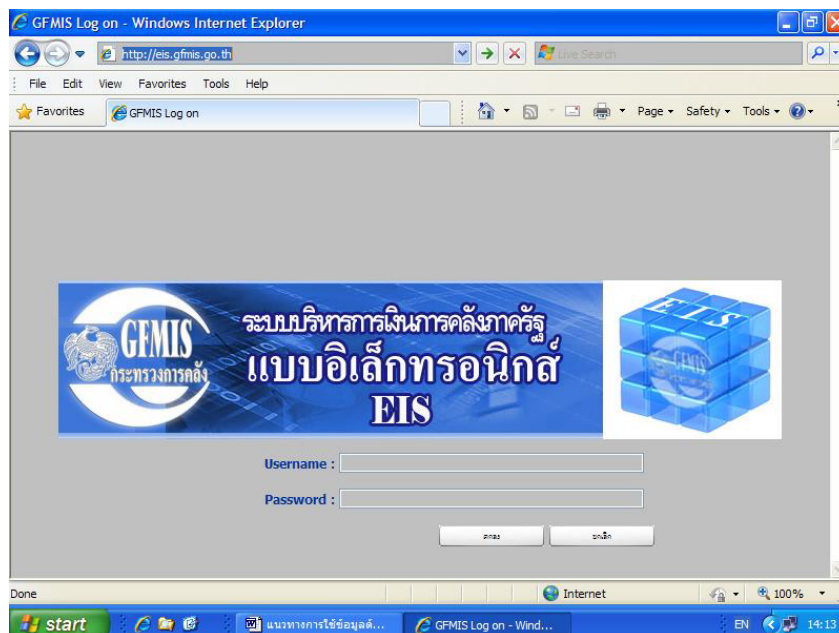 GFMIS Log on - Windows Internet Explorer
http://eis.gfmis.go.th
Live Search
File Edit View Favorites Tools Help
Favorites GFMIS Log on Page Safety Tools
GFMIS
กระทรวงการคลัง
ระบบบริหารการเงินการคลังภาครัฐ
แบบอิเล็กทรอนิกส์
EIS
EIS
GFMIS
Username :
Password :
ตกลง ยกเลิก
Done Internet 100%
start แนวทางการใช้ข้อมูลด้... GFMIS Log on - Wind... EN 14:13